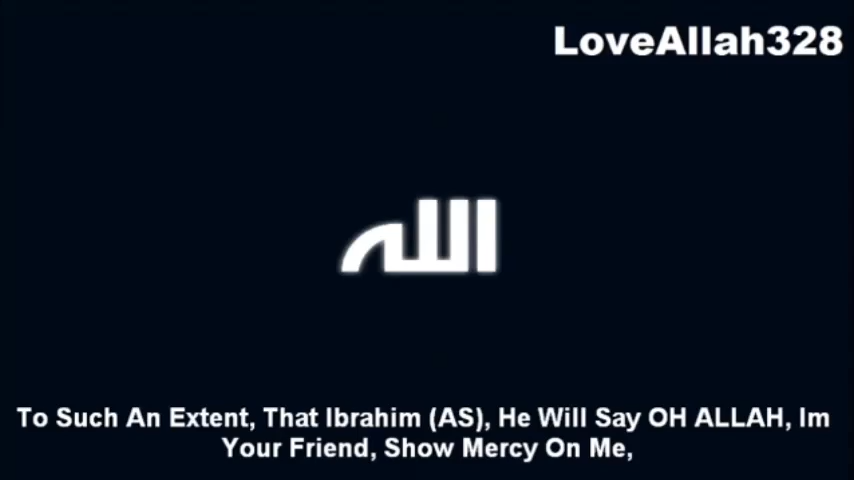 LoveAllah328
الله
To Such An Extent, That Ibrahim (AS), He Will Say OH ALLAH, Im
Your Friend, Show Mercy On Me,